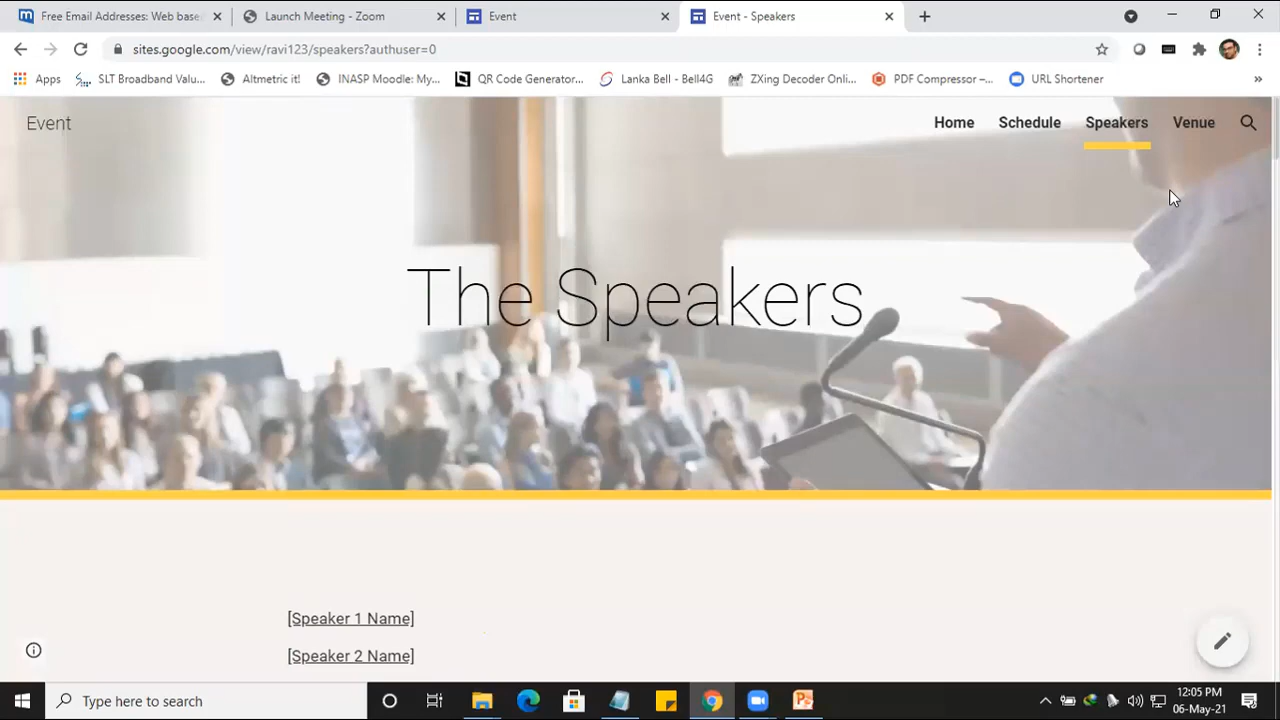 Free Email Addresses: Web base
Launch Meeting - Zoom
Event
Event - Speakers
sites.google.com/view/ravi123/speakers?authuser=0
Apps
SLT Broadband Valu...
Altmetric it!
INASP Moodle: My...
QR Code Generator...
Lanka Bell - Bell4G
ZXing Decoder Onli...
PDF Compressor –...
URL Shortener
»
Event
Home
Schedule
Speakers
Venue
The Speakers
[Speaker 1 Name]
[Speaker 2 Name]
Type here to search
12:05 PM
06-May-21